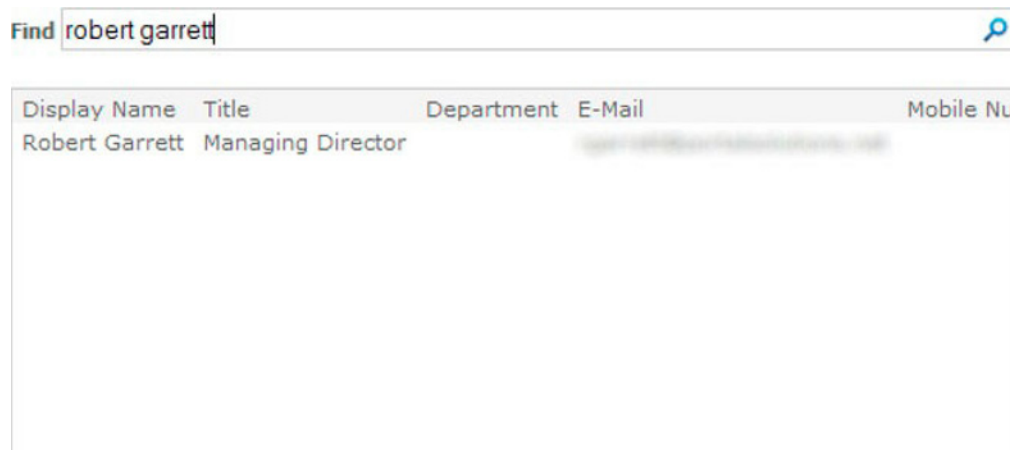 Find robert garrett
Display Name Title Department E-Mail Mobile Nu
Robert Garrett Managing Director